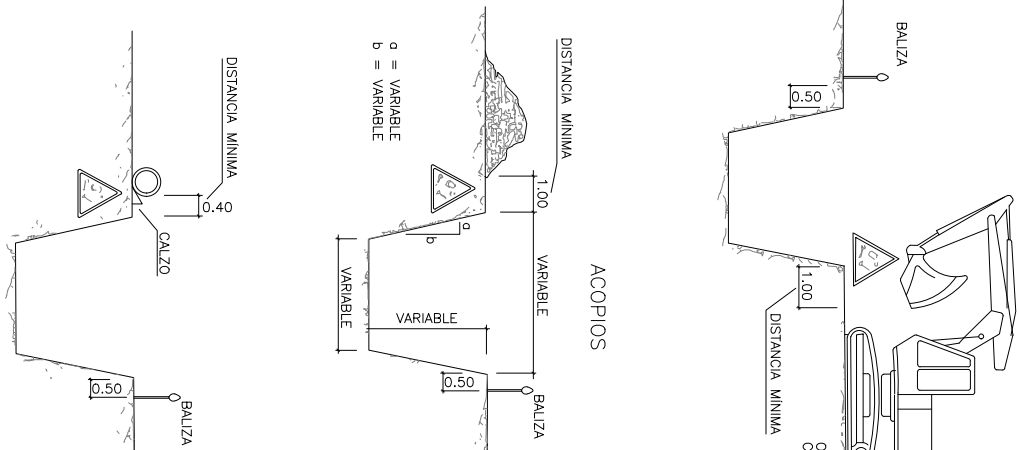 BALIZA
0.50
1.00
DISTANCIA MÍNIMA
ACOPIOS
DISTANCIA MÍNIMA
1.00
VARIABLE
BALIZA
0.50
VARIABLE
a
b
VARIABLE
a = VARIABLE
b = VARIABLE
DISTANCIA MÍNIMA
0.40
CALZO
BALIZA
0.50